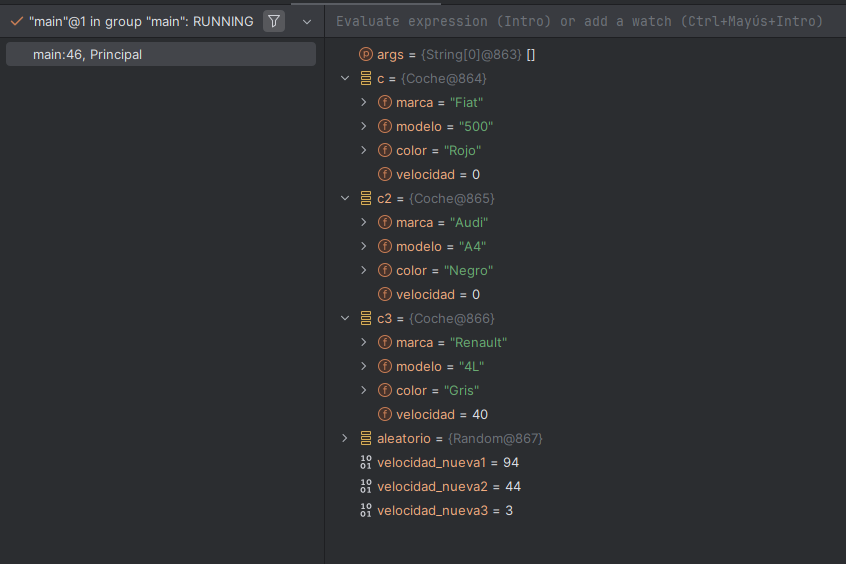 "main"@1 in group "main": RUNNING
Evaluate expression (Intro) or add a watch (Ctrl+Mayús+Intro)
main:46, Principal
p args = {String[0]@863} []
c = {Coche@864}
f marca = "Fiat"
f modelo = "500"
f color = "Rojo"
f velocidad = 0
c2 = {Coche@865}
f marca = "Audi"
f modelo = "A4"
f color = "Negro"
f velocidad = 0
c3 = {Coche@866}
f marca = "Renault"
f modelo = "4L"
f color = "Gris"
f velocidad = 40
aleatorio = {Random@867}
10 01 velocidad_nueva1 = 94
10 01 velocidad_nueva2 = 44
10 01 velocidad_nueva3 = 3